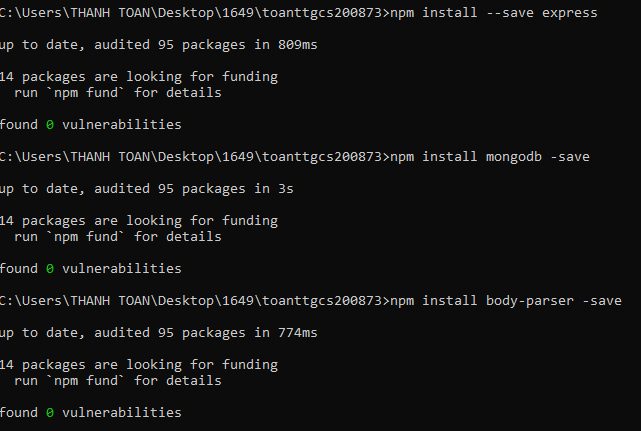 C:\Users\THANH TOAN\Desktop\1649\toanttgcs200873>npm install --save express
up to date, audited 95 packages in 809ms
14 packages are looking for funding
run `npm fund` for details
found 0 vulnerabilities
C:\Users\THANH TOAN\Desktop\1649\toanttgcs200873>npm install mongodb -save
up to date, audited 95 packages in 3s
14 packages are looking for funding
run `npm fund` for details
found 0 vulnerabilities
C:\Users\THANH TOAN\Desktop\1649\toanttgcs200873>npm install body-parser -save
up to date, audited 95 packages in 774ms
14 packages are looking for funding
run `npm fund` for details
found 0 vulnerabilities